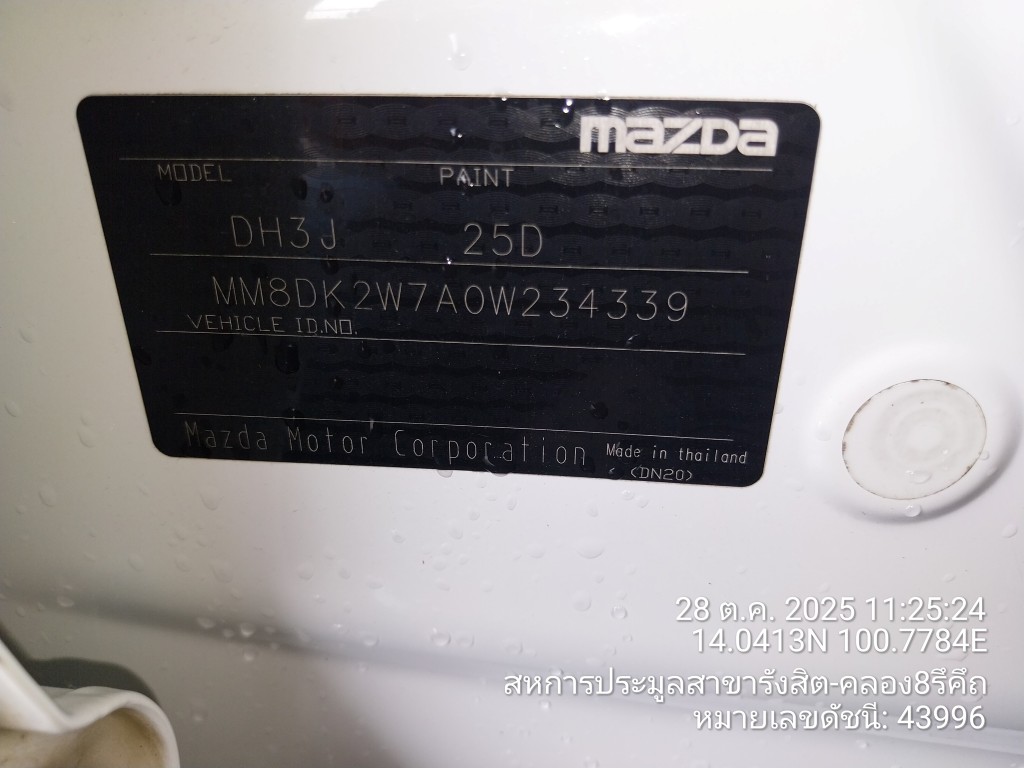 mazda
MODEL PAINT
DH3J 25D
MM8DK2W7A0W234339
VEHICLE ID.NO.
Mazda Motor Corporation Made in thailand
(DN20)
28 ต.ค. 2025 11:25:24
14.0413N 100.7784E
สหการประมูลสาขารังสิต-คลอง8รีคึถ
หมายเลขดัชนี: 43996